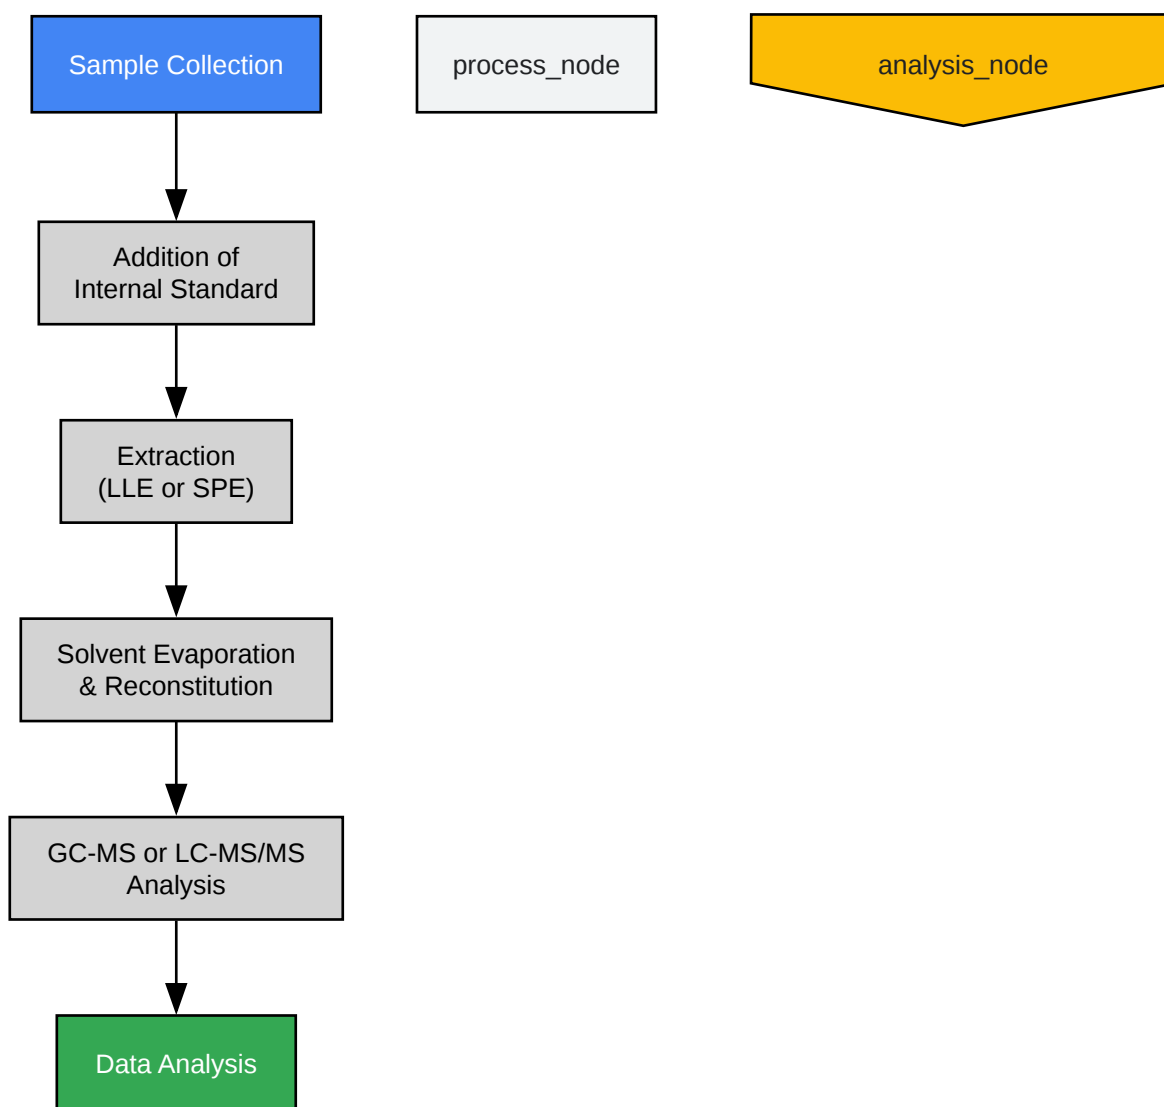 Sample Collection
process_node
analysis_node
Addition of
Internal Standard
Extraction
(LLE or SPE)
Solvent Evaporation
& Reconstitution
GC-MS or LC-MS/MS
Analysis
Data Analysis